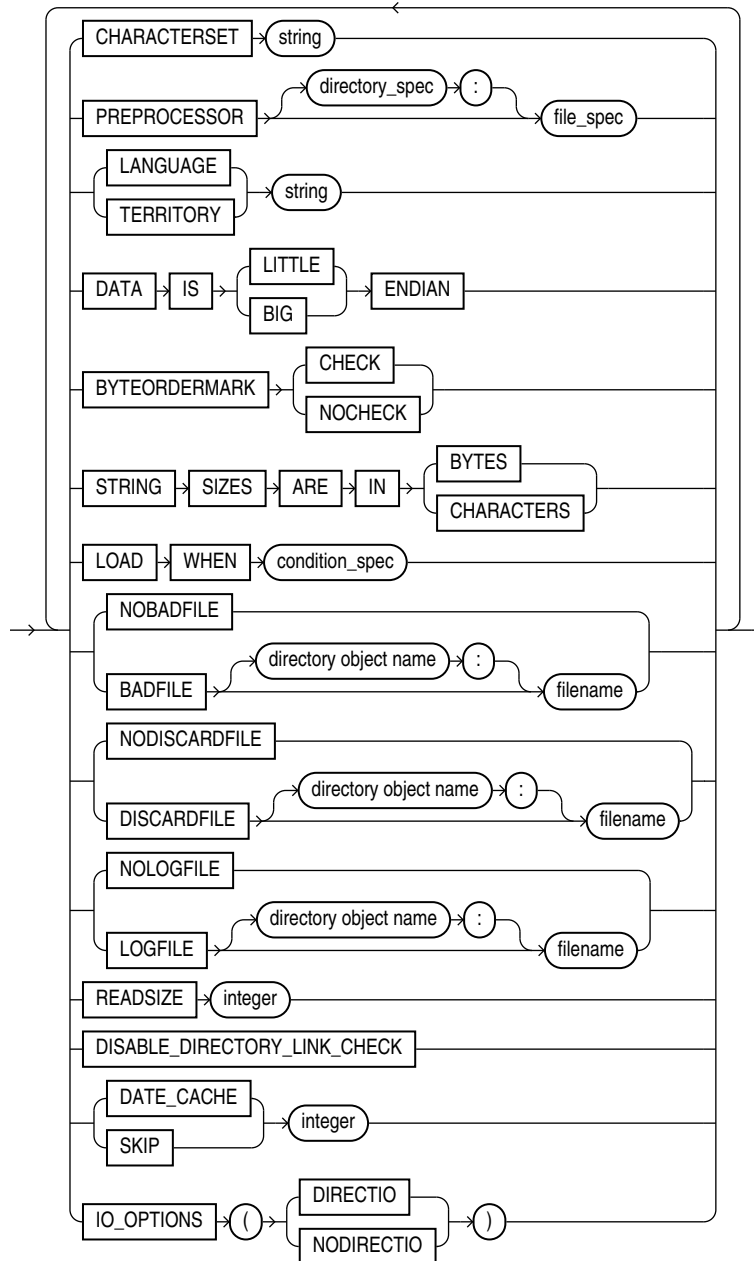 CHARACTERSET string
directory_spec :
PREPROCESSOR file_spec
LANGUAGE
string
TERRITORY
LITTLE
DATA IS ENDIAN
BIG
CHECK
BYTEORDERMARK
NOCHECK
BYTES
STRING SIZES ARE IN
CHARACTERS
LOAD WHEN condition_spec
NOBADFILE
directory object name :
BADFILE filename
NODISCARDFILE
directory object name :
DISCARDFILE filename
NOLOGFILE
directory object name :
LOGFILE filename
READSIZE integer
DISABLE_DIRECTORY_LINK_CHECK
DATE_CACHE
integer
SKIP
DIRECTIO
IO_OPTIONS ( )
NODIRECTIO